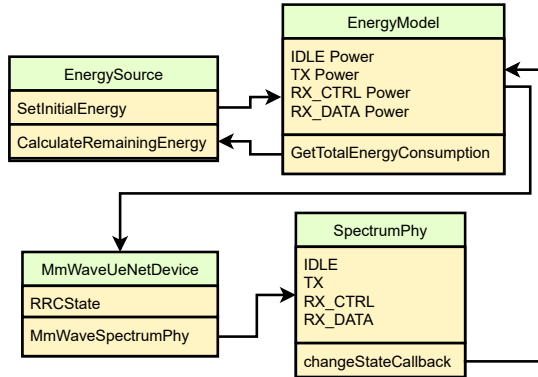 EnergyModel
IDLE Power
TX Power
RX_CTRL Power
RX_DATA Power
GetTotalEnergyConsumption
EnergySource
SetInitialEnergy
CalculateRemainingEnergy
SpectrumPhy
IDLE
TX
RX_CTRL
RX_DATA
changeStateCallback
MmWaveUeNetDevice
RRCState
MmWaveSpectrumPhy